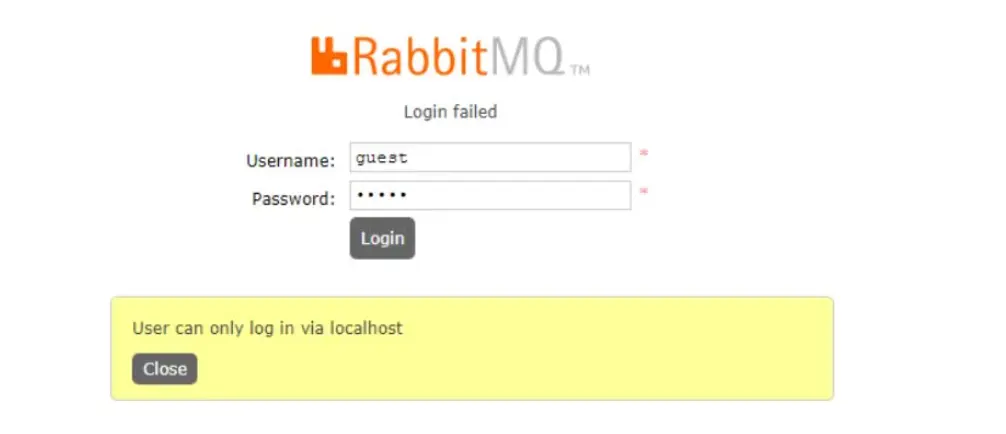 RabbitMQ™
Login failed
Username: guest *
Password: ••••• *
Login
User can only log in via localhost
Close